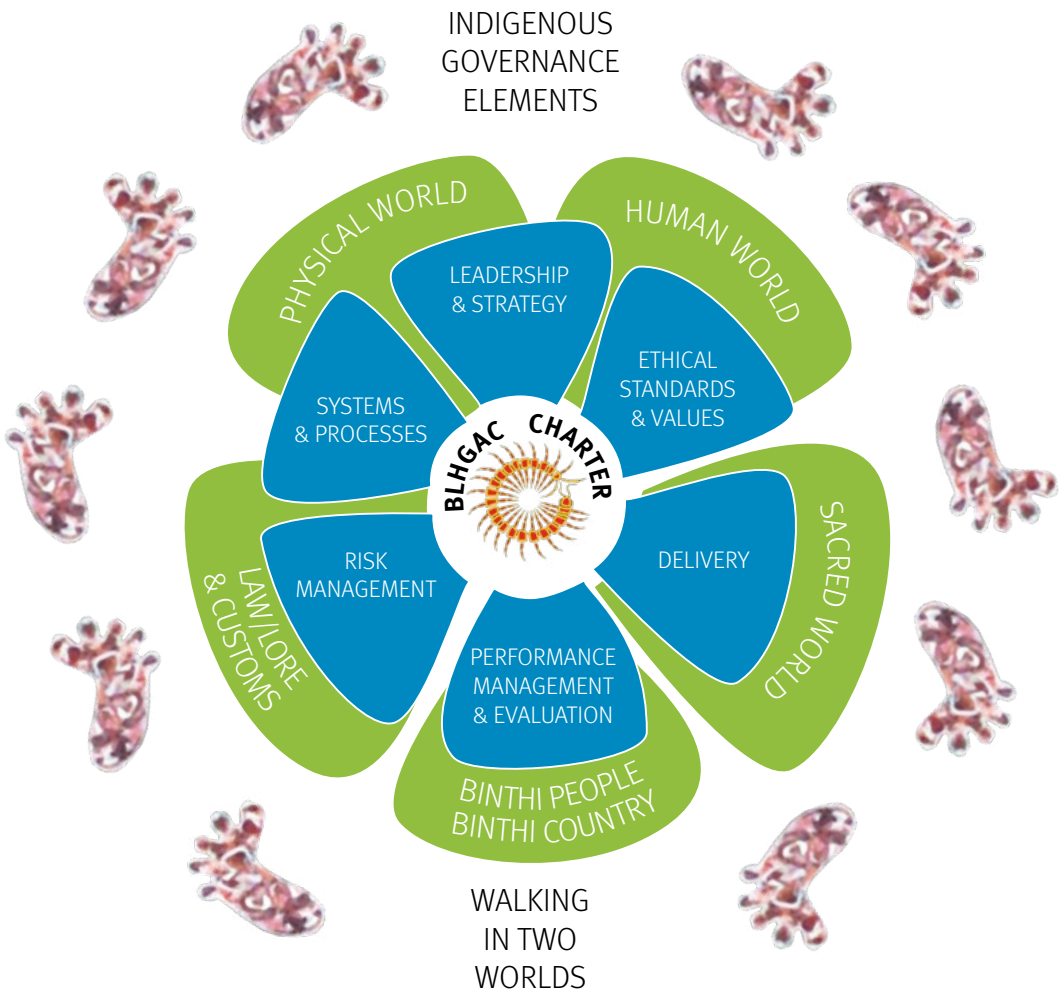 INDIGENOUS
GOVERNANCE
ELEMENTS
PHYSICAL WORLD
HUMAN WORLD
LEADERSHIP
& STRATEGY
ETHICAL
STANDARDS
& VALUES
SYSTEMS
& PROCESSES
BLHGAC CHARTER
SACRED WORLD
DELIVERY
RISK
MANAGEMENT
LAW/LORE
& CUSTOMS
PERFORMANCE
MANAGEMENT
& EVALUATION
BINTHI PEOPLE
BINTHI COUNTRY
WALKING
IN TWO
WORLDS